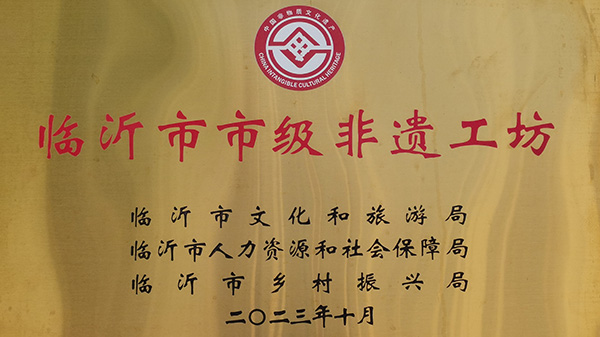 中国非物质文化遗产
CHINA INTANGIBLE CULTURAL HERITAGE
临沂市市级非遗工坊
临沂市文化和旅游局
临沂市人力资源和社会保障局
临沂市乡村振兴局
二〇二三年十月